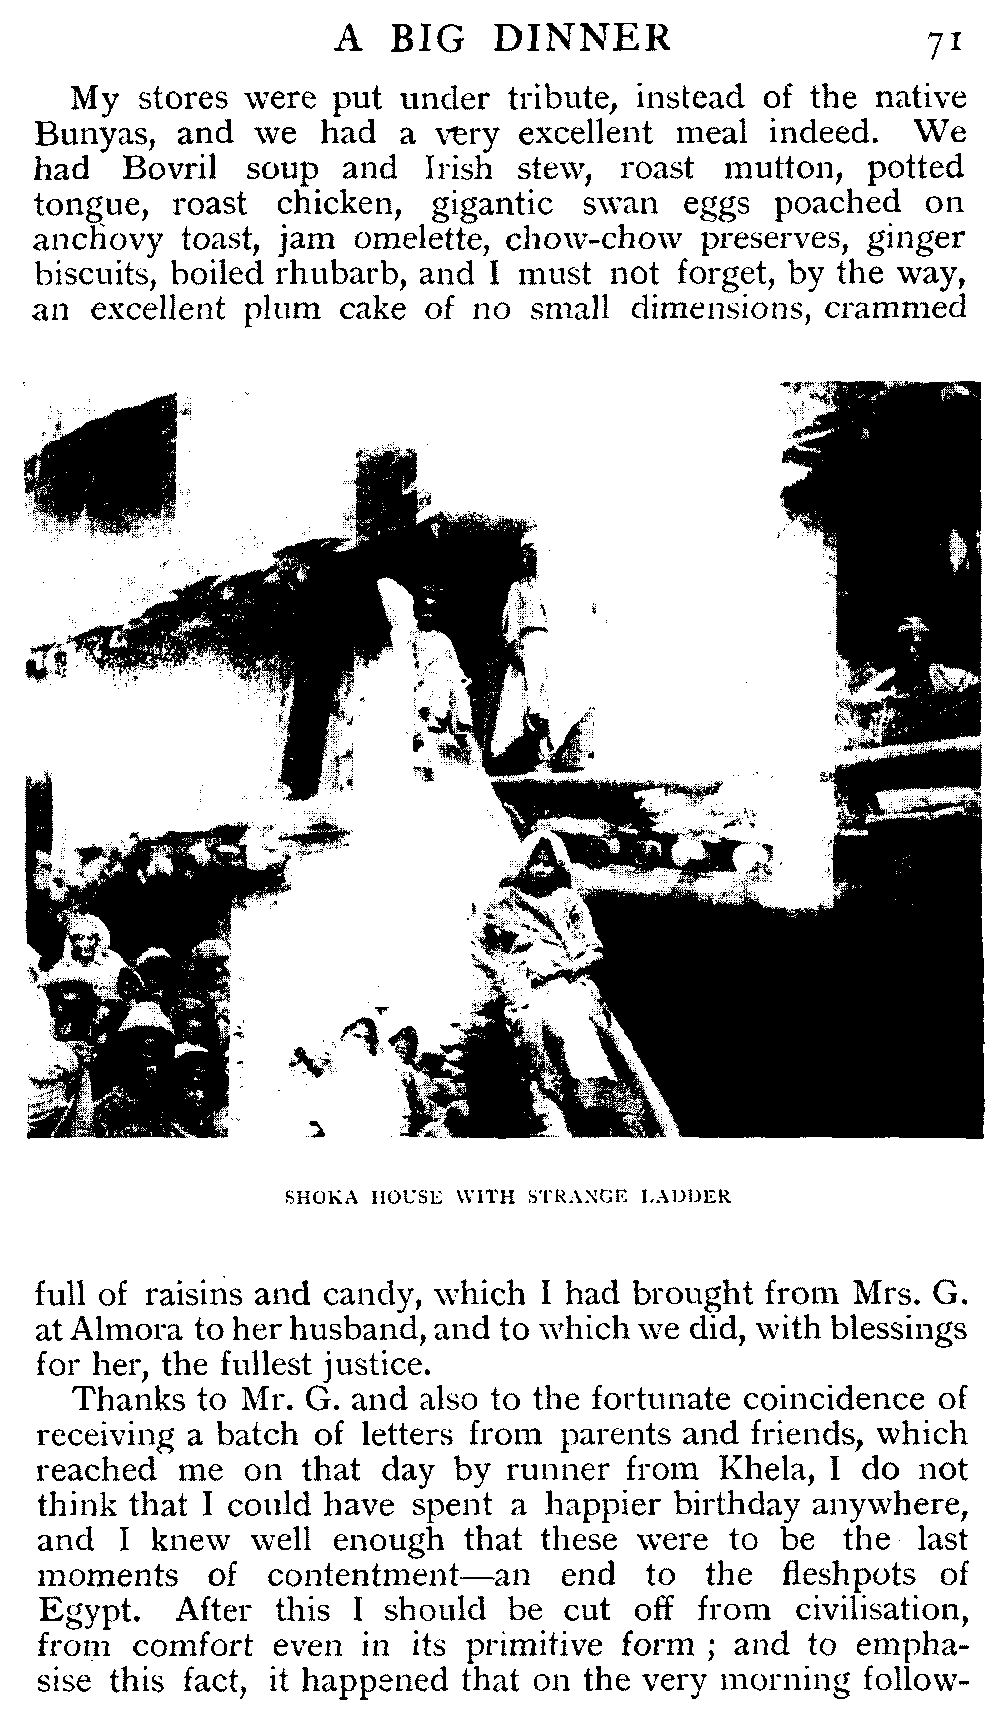 A BIG DINNER 71
My stores were put under tribute, instead of the native
Bunyas, and we had a very excellent meal indeed. We
had Bovril soup and Irish stew, roast mutton, potted
tongue, roast chicken, gigantic swan eggs poached on
anchovy toast, jam omelette, chow-chow preserves, ginger
biscuits, boiled rhubarb, and I must not forget, by the way,
an excellent plum cake of no small dimensions, crammed
SHOKA HOUSE WITH STRANGE LADDER
full of raisins and candy, which I had brought from Mrs. G.
at Almora to her husband, and to which we did, with blessings
for her, the fullest justice.
Thanks to Mr. G. and also to the fortunate coincidence of
receiving a batch of letters from parents and friends, which
reached me on that day by runner from Khela, I do not
think that I could have spent a happier birthday anywhere,
and I knew well enough that these were to be the last
moments of contentment—an end to the fleshpots of
Egypt. After this I should be cut off from civilisation,
from comfort even in its primitive form ; and to empha-
sise this fact, it happened that on the very morning follow-